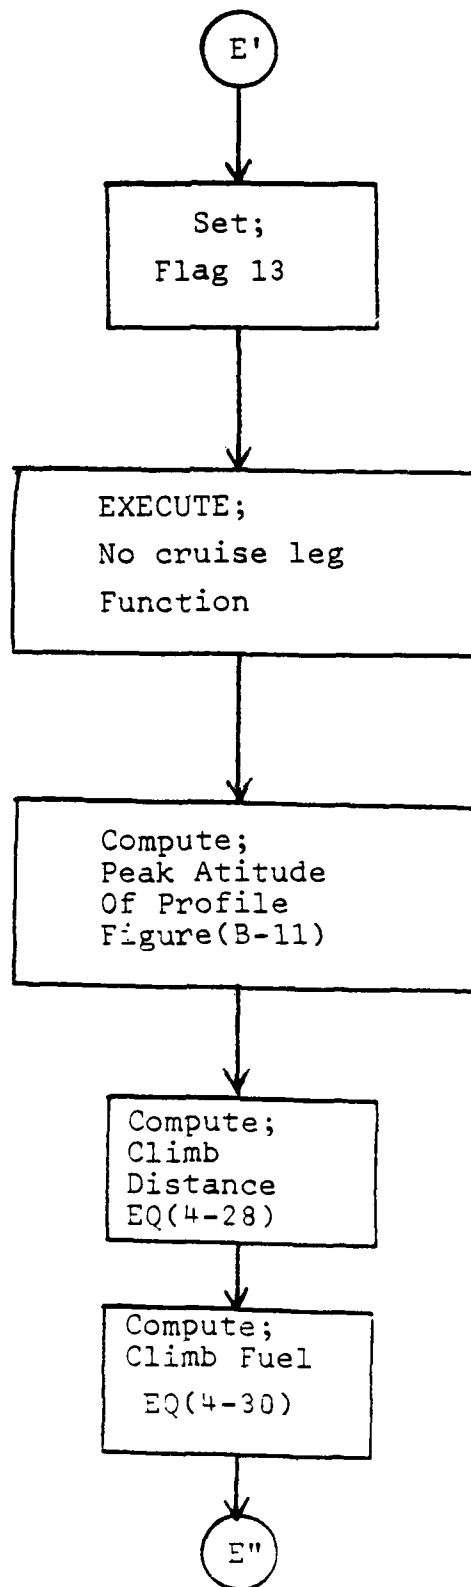 E'
Set;
Flag 13
EXECUTE;
No cruise leg
Function
Compute;
Peak Atitude
Of Profile
Figure(B-11)
Compute;
Climb
Distance
EQ(4-28)
Compute;
Climb Fuel
EQ(4-30)
E"